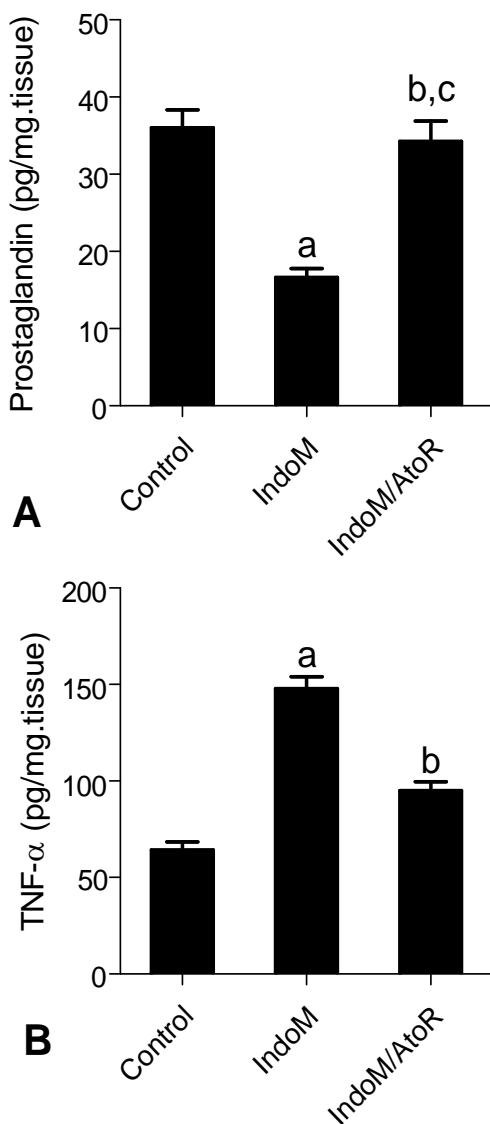 Prostaglandin (pg/mg.tissue)
50
40
30
20
10
0
a
b,c
Control
IndoM
IndoM/AtoR
A
TNF-α (pg/mg.tissue)
200
150
100
50
0
a
b
Control
IndoM
IndoM/AtoR
B